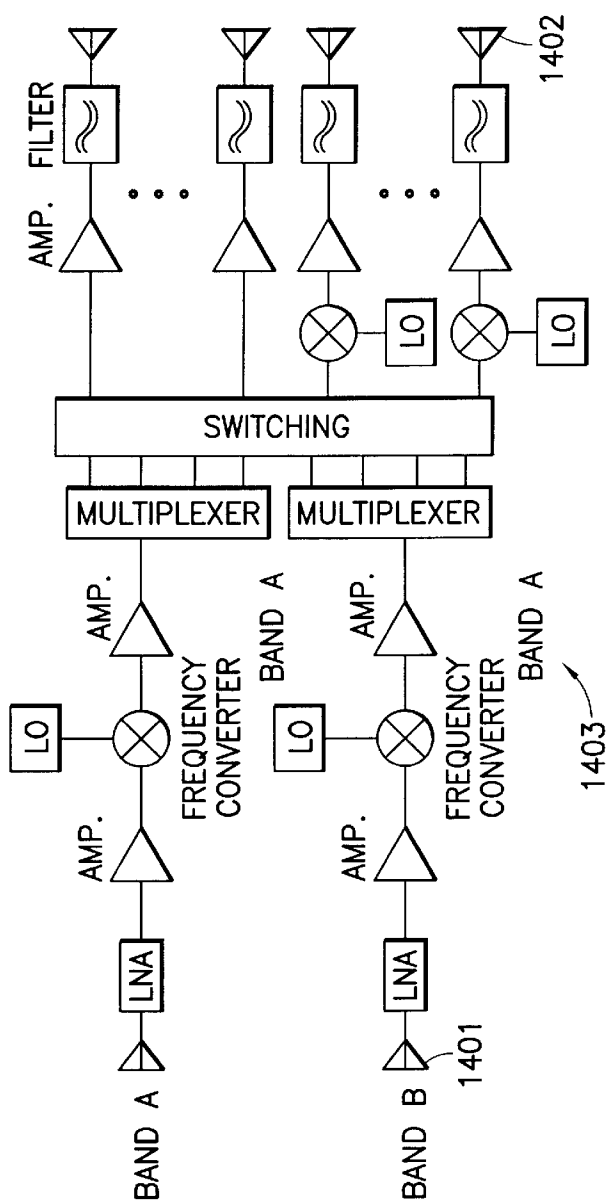 BAND A
LNA
AMP.
LO
FREQUENCY
CONVERTER
AMP.
BAND A
MULTIPLEXER
BAND B
1401
LNA
AMP.
LO
FREQUENCY
CONVERTER
AMP.
BAND A
1403
MULTIPLEXER
SWITCHING
AMP.
FILTER
LO
LO
1402